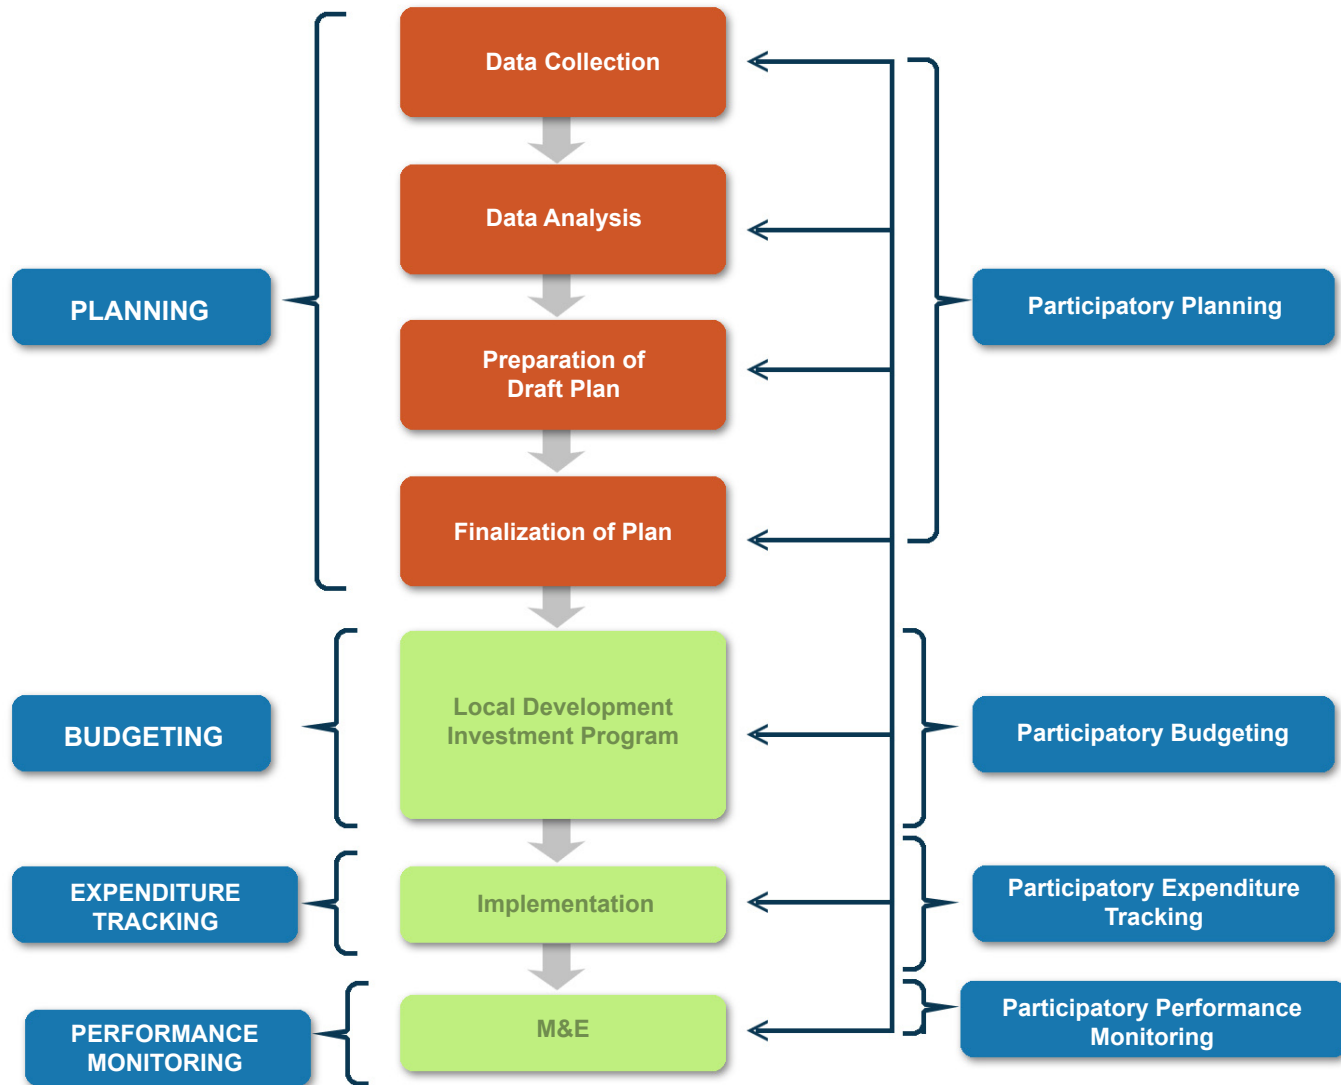 Data Collection
Data Analysis
PLANNING
Participatory Planning
Preparation of
Draft Plan
Finalization of Plan
Local Development
Investment Program
BUDGETING
Participatory Budgeting
EXPENDITURE
TRACKING
Implementation
Participatory Expenditure
Tracking
PERFORMANCE
MONITORING
M&E
Participatory Performance
Monitoring